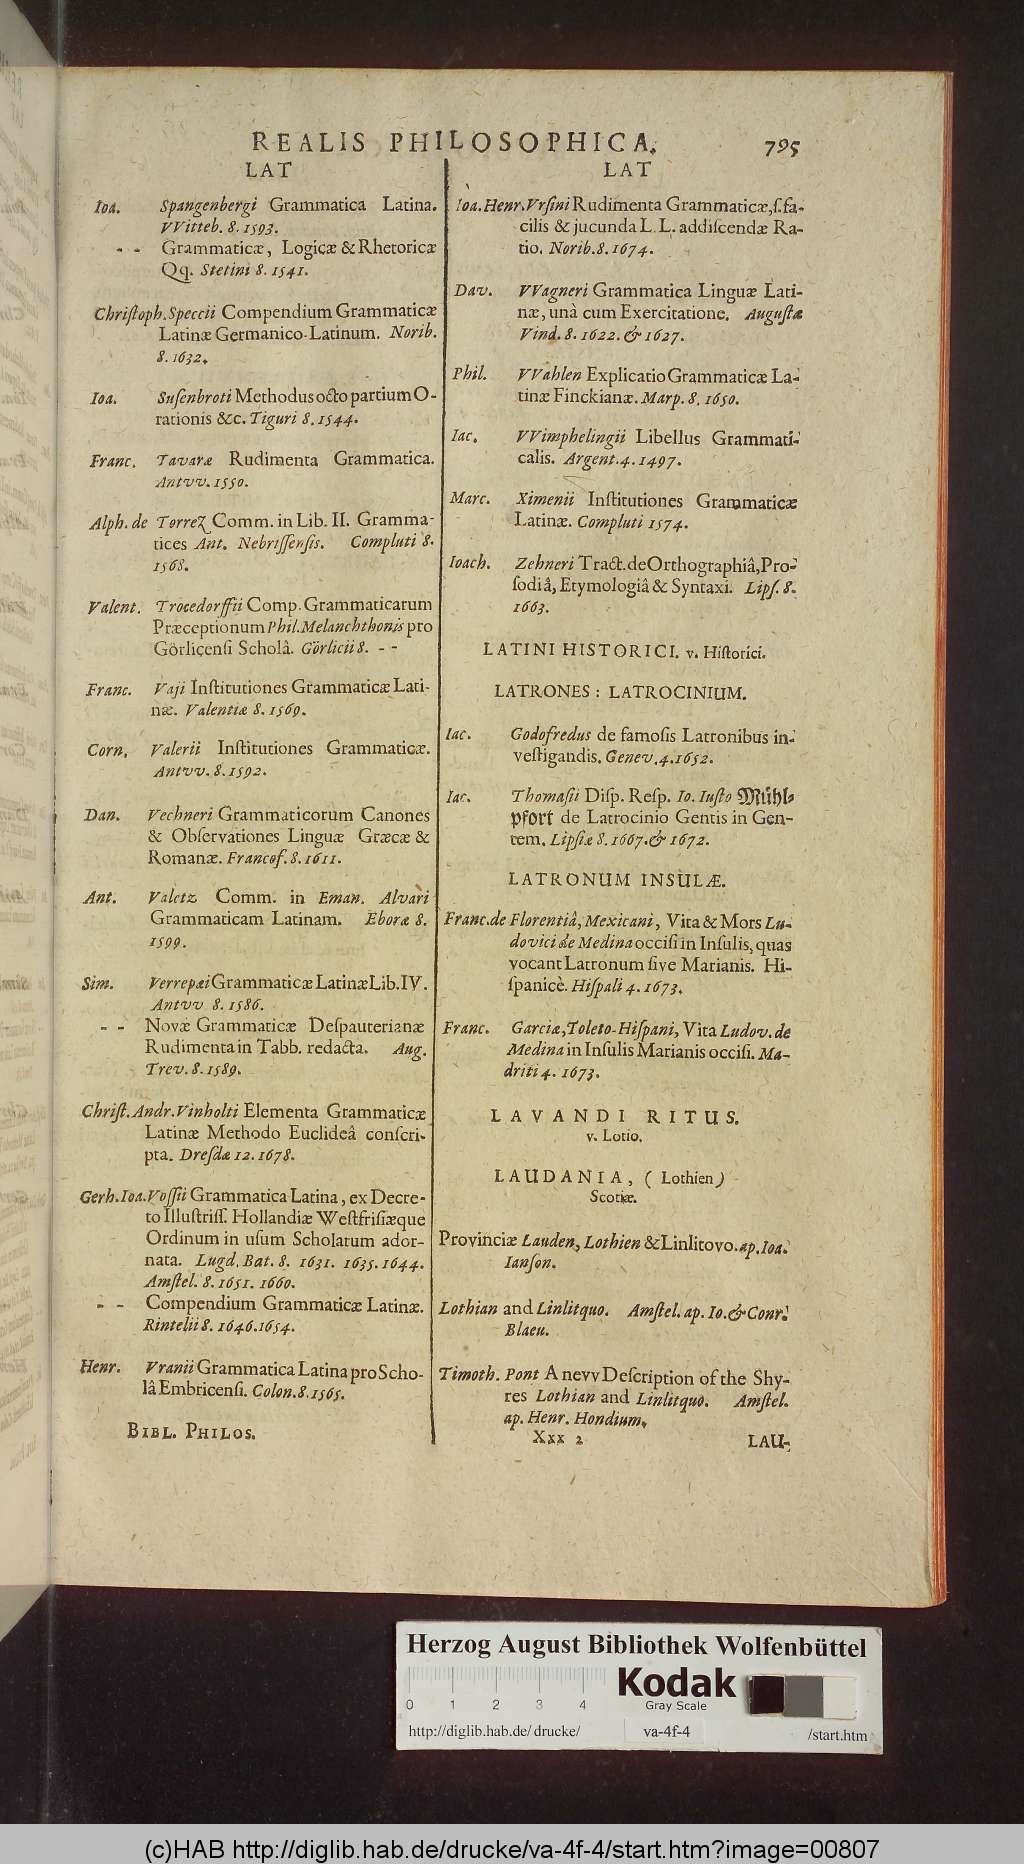 REALIS PHILOSOPHICA. 795
LAT
Ioa. Spangenbergi Grammatica Latina.
VVitteb. 8. 1593.
- - Grammaticæ, Logicæ & Rhetoricæ
Qq. Stetini 8. 1541.
Christoph. Speccii Compendium Grammaticæ
Latinæ Germanico-Latinum. Norib.
8. 1632.
Ioa. Susenbroti Methodus octo partium O-
rationis &c. Tiguri 8. 1544.
Franc. Tavaræ Rudimenta Grammatica.
Antvv. 1550.
Alph. de Torrez Comm. in Lib. II. Gramma-
tices Ant. Nebrissensis. Compluti 8.
1568.
Valent. Trocedorffii Comp. Grammaticarum
Præceptionum Phil. Melanchthonis pro
Görlicensi Scholâ. Görlicii 8. - -
Franc. Vaji Institutiones Grammaticæ Lati-
næ. Valentiæ 8. 1569.
Corn. Valerii Institutiones Grammaticæ.
Antvv. 8. 1592.
Dan. Vechneri Grammaticorum Canones
& Observationes Linguæ Græcæ &
Romanæ. Francof. 8. 1611.
Ant. Valetz Comm. in Eman. Alvari
Grammaticam Latinam. Eboræ 8.
1599.
Sim. Verrepæi Grammaticæ Latinæ Lib. IV.
Antvv 8. 1586.
- - Novæ Grammaticæ Despauterianæ
Rudimenta in Tabb. redacta. Aug.
Trev. 8. 1589.
Christ. Andr. Vinholti Elementa Grammaticæ
Latinæ Methodo Euclideâ conscri-
pta. Dresdæ 12. 1678.
Gerh. Ioa. Vossii Grammatica Latina, ex Decre-
to Illustriss. Hollandiæ Westfrisiæque
Ordinum in usum Scholarum ador-
nata. Lugd. Bat. 8. 1631. 1635. 1644.
Amstel. 8. 1651. 1660.
- - Compendium Grammaticæ Latinæ.
Rintelii 8. 1646. 1654.
Henr. Vranii Grammatica Latina pro Scho-
lâ Embricensi. Colon. 8. 1565.
BIBL. PHILOS.
LAT
Ioa. Henr. Vrsini Rudimenta Grammaticæ, s. fa-
cilis & jucunda L. L. addiscendæ Ra-
tio. Norib. 8. 1674.
Dav. VVagneri Grammatica Linguæ Lati-
næ, unà cum Exercitatione. Augustæ
Vind. 8. 1622. & 1627.
Phil. VVahlen Explicatio Grammaticæ La-
tinæ Finckianæ. Marp. 8. 1650.
Iac. VVimphelingii Libellus Grammati-
calis. Argent. 4. 1497.
Marc. Ximenii Institutiones Grammaticæ
Latinæ. Compluti 1574.
Ioach. Zehneri Tract. de Orthographiâ, Pro-
sodiâ, Etymologiâ & Syntaxi. Lips. 8.
1663.
LATINI HISTORICI. v. Historici.
LATRONES: LATROCINIUM.
Iac. Godofredus de famosis Latronibus in-
vestigandis. Genev. 4. 1652.
Iac. Thomasii Disp. Resp. Io. Iusto Mühl-
pfort de Latrocinio Gentis in Gen-
tem. Lipsiæ 8. 1667. & 1672.
LATRONUM INSULÆ.
Franc. de Florentiâ, Mexicani, Vita & Mors Lu-
dovici de Medina occisi in Insulis, quas
vocant Latronum sive Marianis. Hi-
spanicè. Hispali 4. 1673.
Franc. Garciæ, Toleto-Hispani, Vita Ludov. de
Medina in Insulis Marianis occisi. Ma-
driti 4. 1673.
LAVANDI RITUS.
v. Lotio.
LAUDANIA, (Lothien)
Scotiæ.
Provinciæ Lauden, Lothien & Linlitovo. ap. Ioa.
Ianson.
Lothian and Linlitquo. Amstel. ap. Io. & Conr.
Blaeu.
Timoth. Pont A nevv Description of the Shy-
res Lothian and Linlitquo. Amstel.
ap. Henr. Hondium.
Xxx 2 LAU-
Herzog August Bibliothek Wolfenbüttel
0 1 2 3 4
Kodak
Gray Scale
http://diglib.hab.de/drucke/ va-4f-4 /start.htm
(c)HAB http://diglib.hab.de/drucke/va-4f-4/start.htm?image=00807